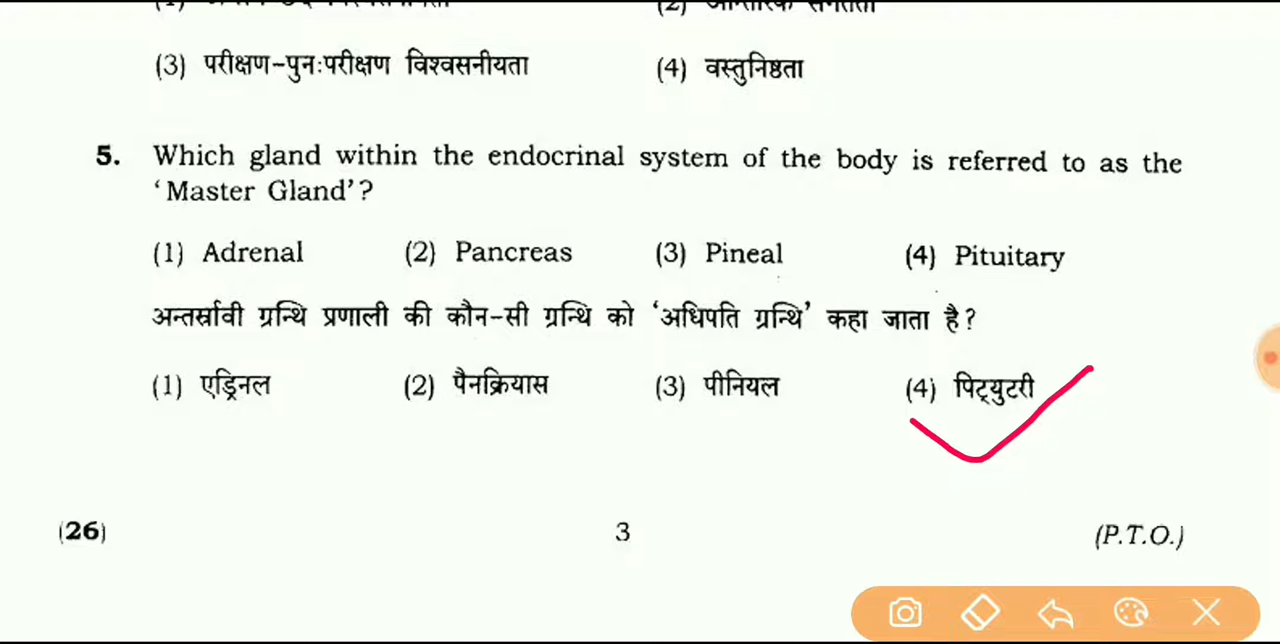 (3) परीक्षण-पुनःपरीक्षण विश्वसनीयता (4) वस्तुनिष्ठता
5. Which gland within the endocrinal system of the body is referred to as the
‘Master Gland’?
(1) Adrenal (2) Pancreas (3) Pineal (4) Pituitary
अन्तर्स्रावी ग्रन्थि प्रणाली की कौन-सी ग्रन्थि को ‘अधिपति ग्रन्थि’ कहा जाता है?
(1) एड्रिनल (2) पैनक्रियास (3) पीनियल (4) पिट्युटरी
(26) 3 (P.T.O.)